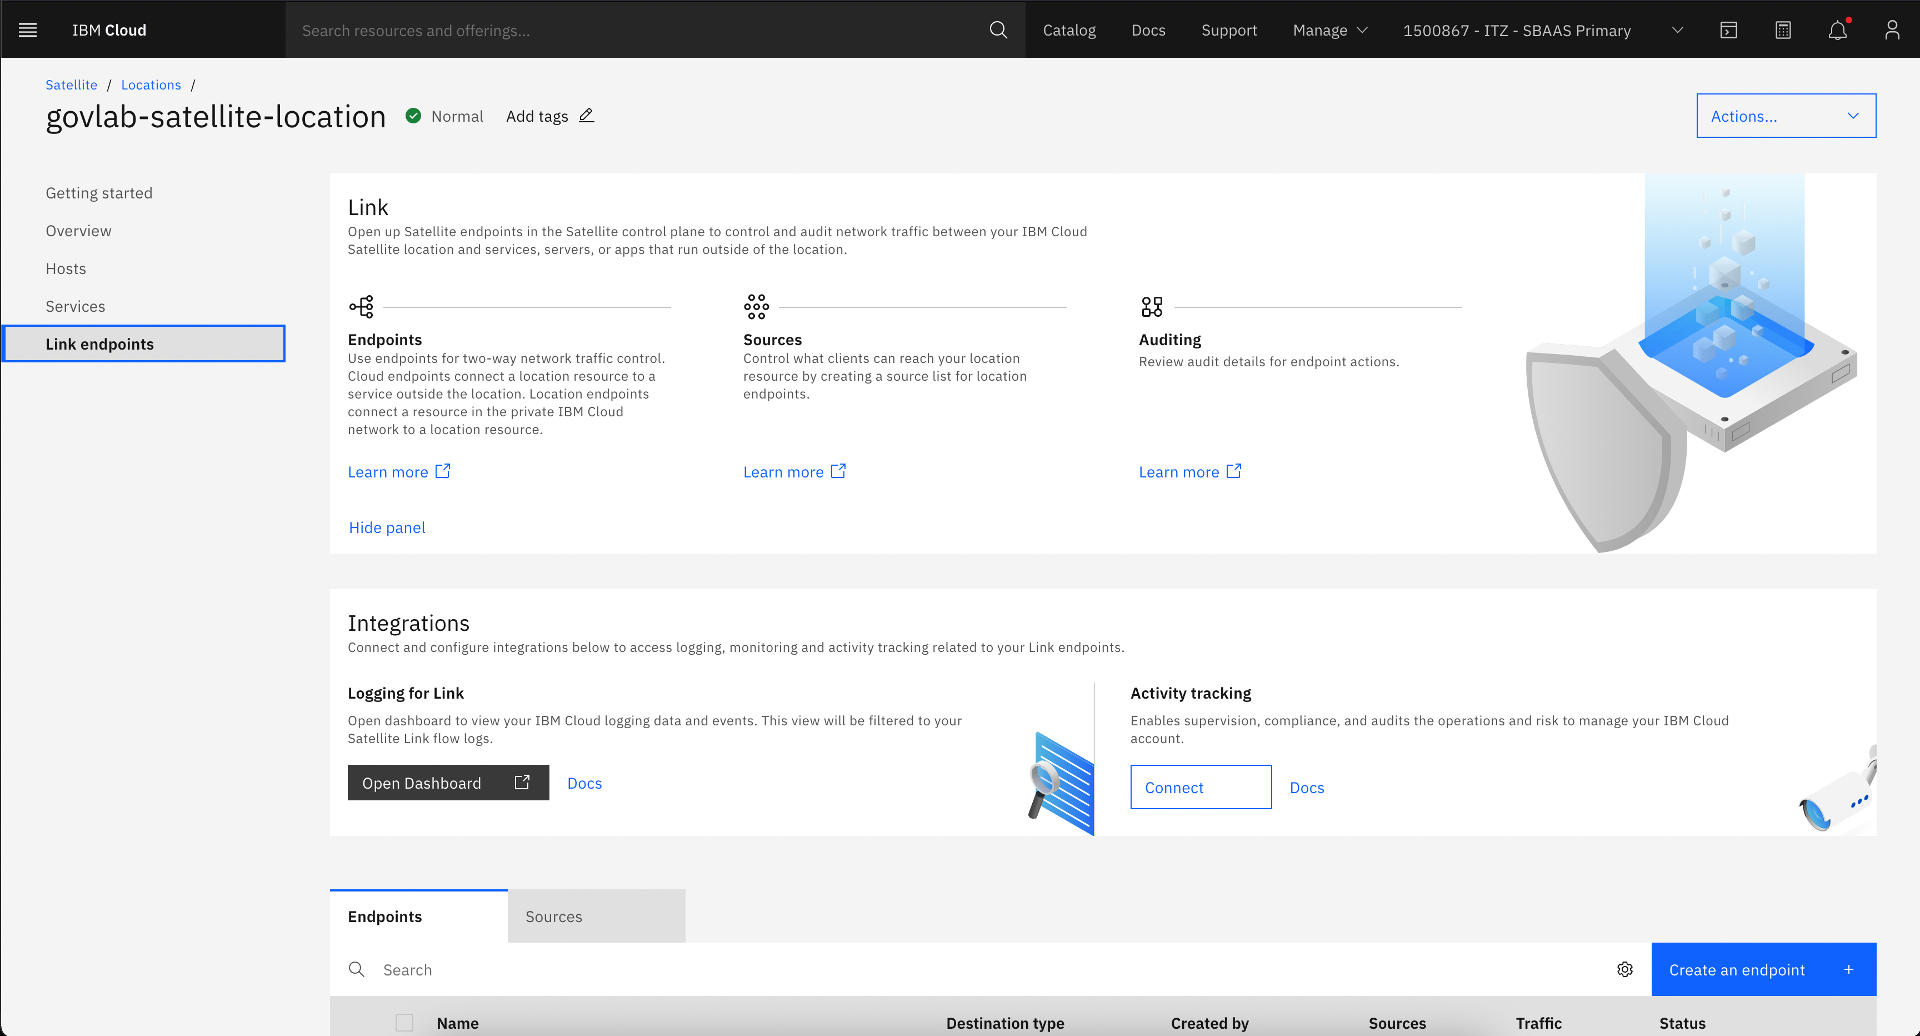 IBM Cloud
Search resources and offerings...
Catalog
Docs
Support
Manage
1500867 - ITZ - SBAAS Primary
Satellite / Locations /
govlab-satellite-location
Normal
Add tags
Actions...
Getting started
Overview
Hosts
Services
Link endpoints
Link
Open up Satellite endpoints in the Satellite control plane to control and audit network traffic between your IBM Cloud
Satellite location and services, servers, or apps that run outside of the location.
Endpoints
Use endpoints for two-way network traffic control.
Cloud endpoints connect a location resource to a
service outside the location. Location endpoints
connect a resource in the private IBM Cloud
network to a location resource.
Learn more
Sources
Control what clients can reach your location
resource by creating a source list for location
endpoints.
Learn more
Auditing
Review audit details for endpoint actions.
Learn more
Hide panel
Integrations
Connect and configure integrations below to access logging, monitoring and activity tracking related to your Link endpoints.
Logging for Link
Open dashboard to view your IBM Cloud logging data and events. This view will be filtered to your
Satellite Link flow logs.
Open Dashboard
Docs
Activity tracking
Enables supervision, compliance, and audits the operations and risk to manage your IBM Cloud
account.
Connect
Docs
Endpoints
Sources
Search
Create an endpoint +
Name
Destination type
Created by
Sources
Traffic
Status